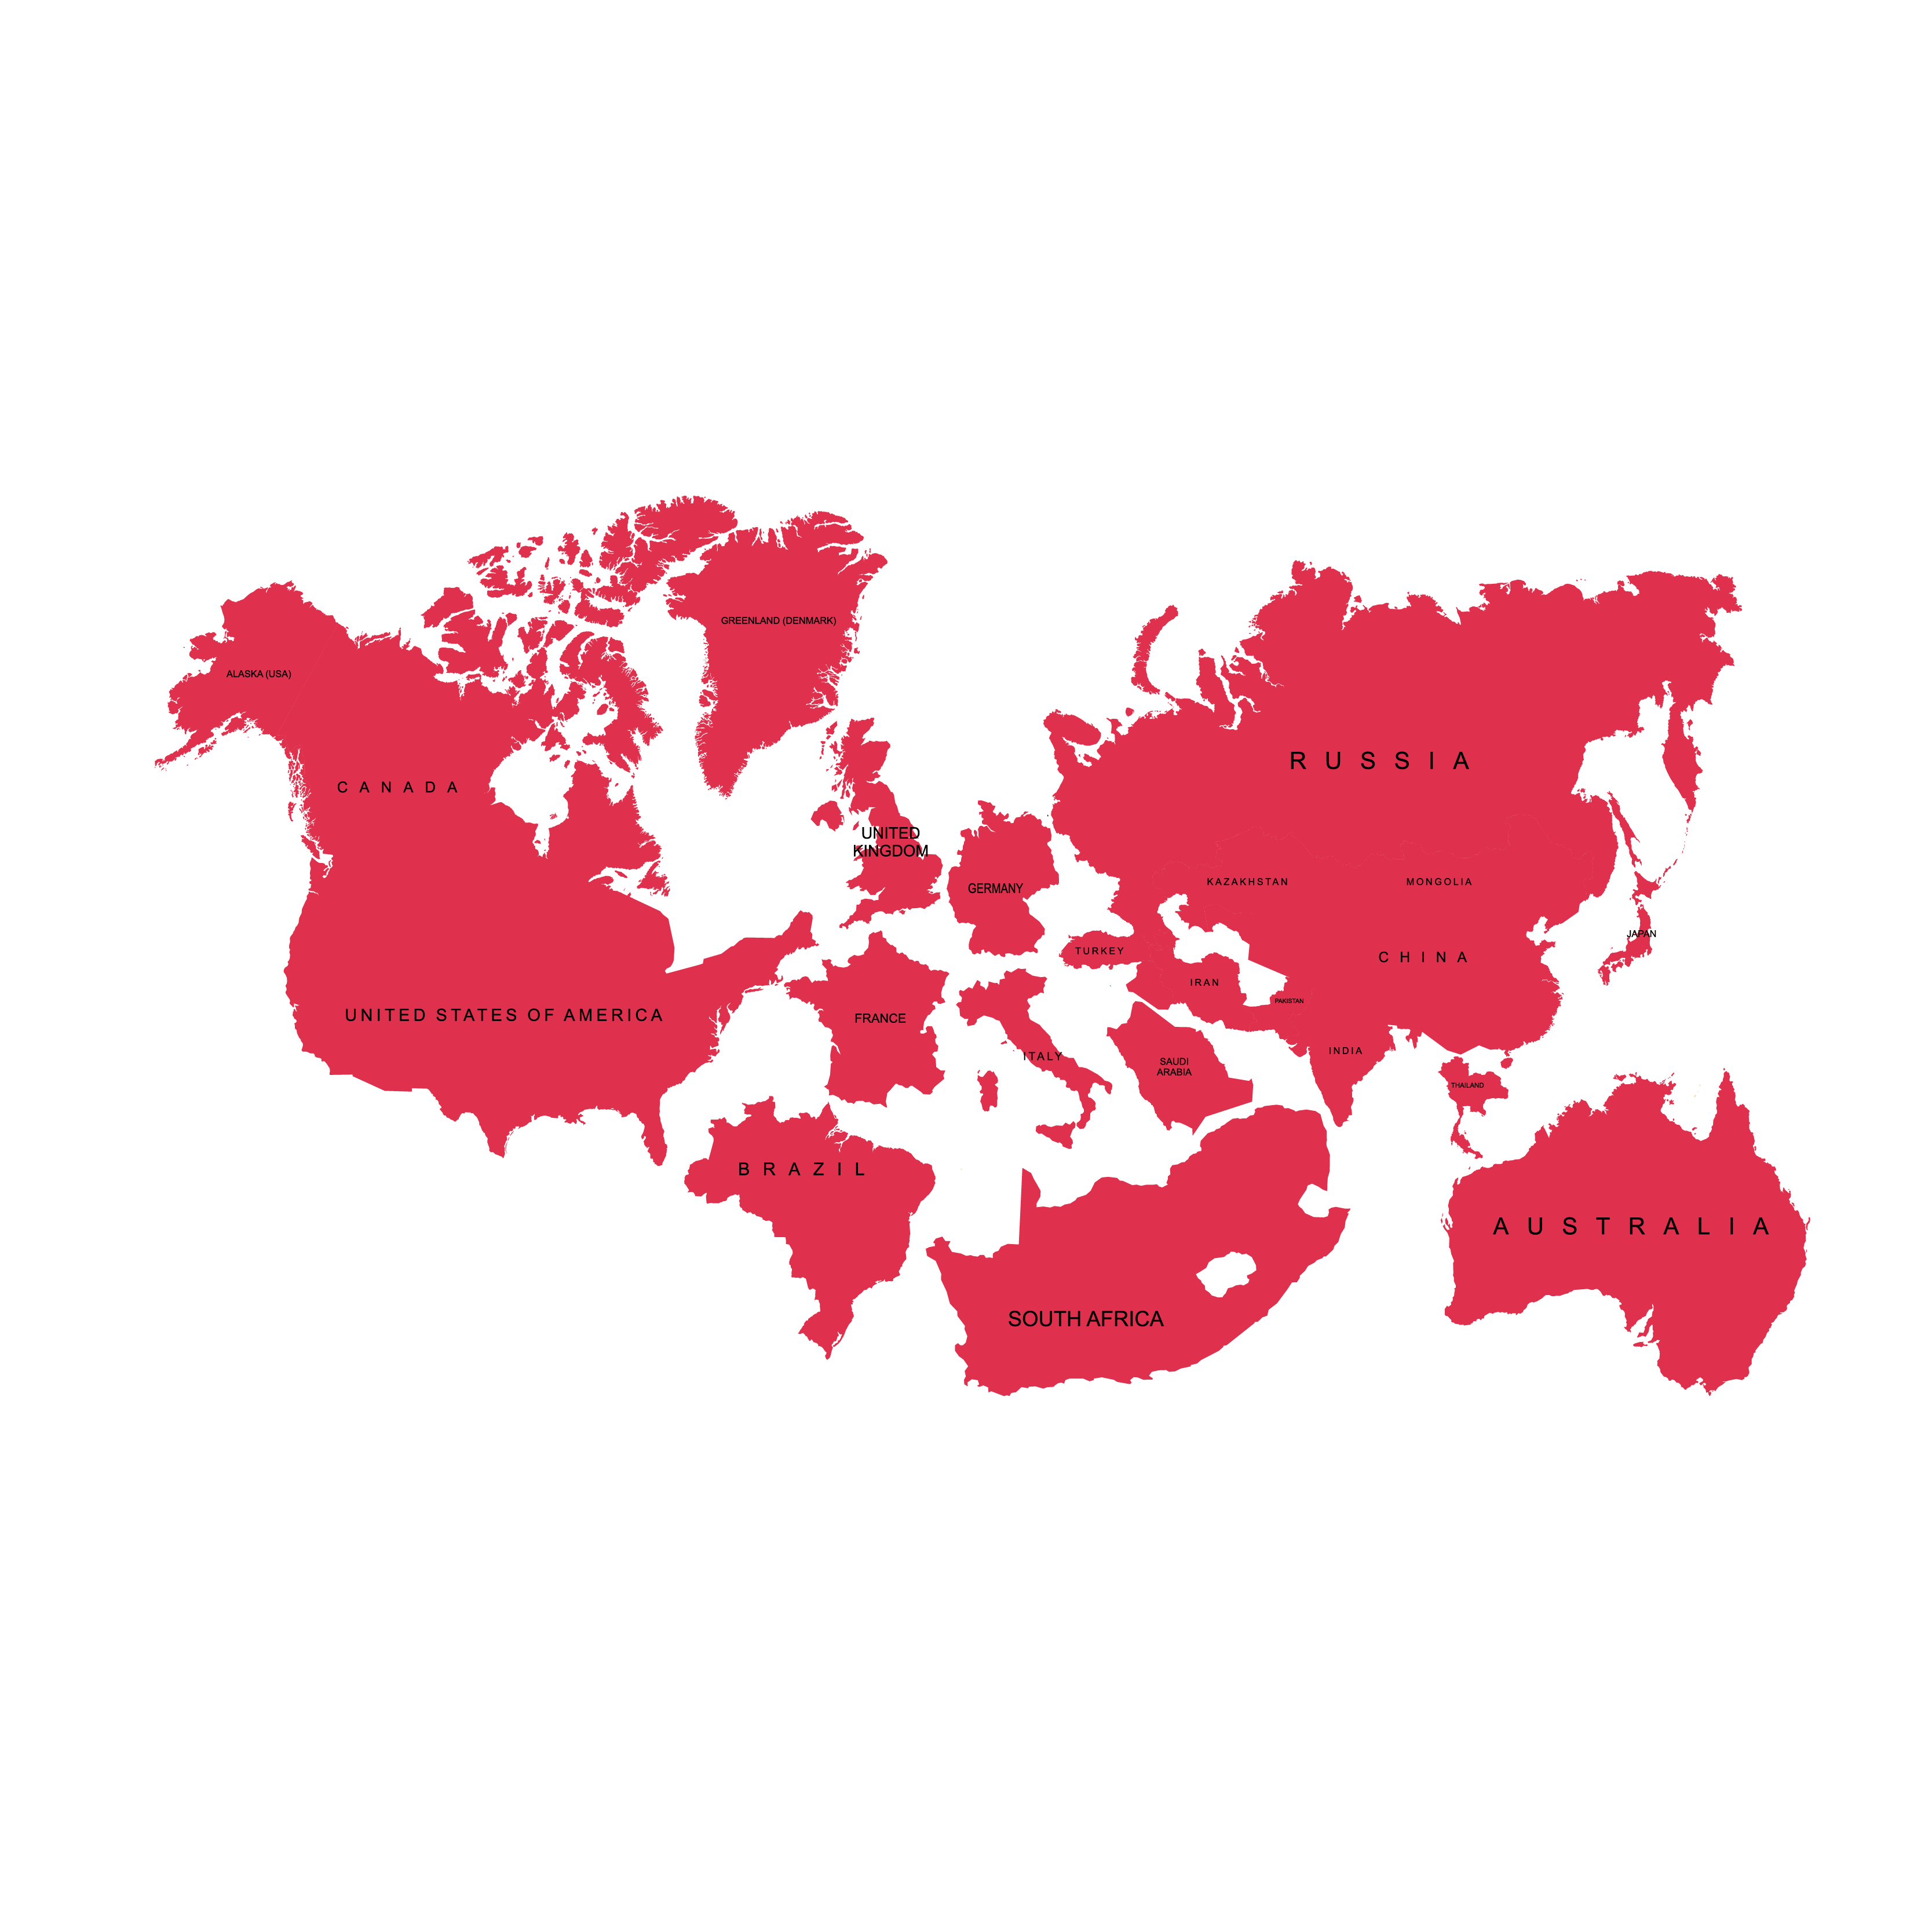 GREENLAND (DENMARK)
ALASKA (USA)
RUSSIA
CANADA
UNITED
KINGDOM
GERMANY
KAZAKHSTAN
MONGOLIA
JAPAN
TURKEY
CHINA
IRAN
PAKISTAN
UNITED STATES OF AMERICA
FRANCE
ITALY
INDIA
SAUDI
ARABIA
THAILAND
BRAZIL
AUSTRALIA
SOUTH AFRICA